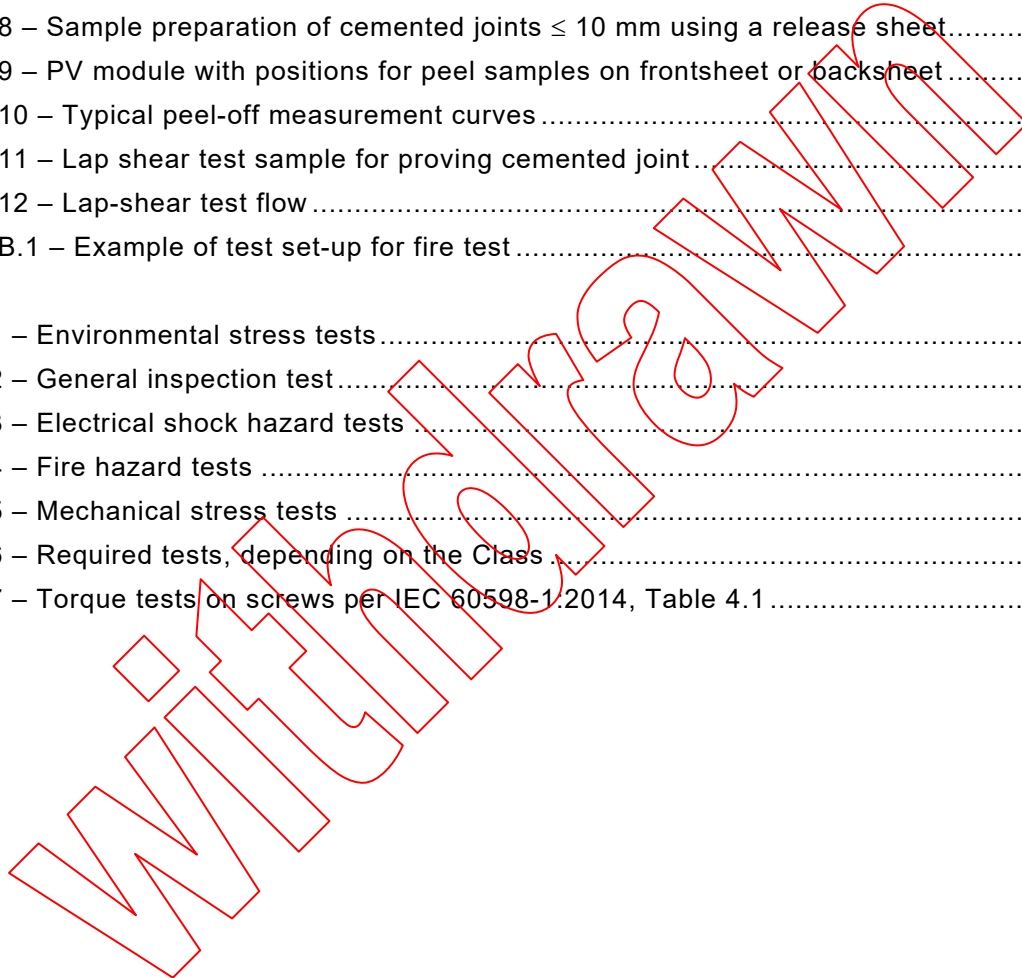 8 – Sample preparation of cemented joints ≤ 10 mm using a release sheet.........
9 – PV module with positions for peel samples on frontsheet or backsheet.........
10 – Typical peel-off measurement curves.........
11 – Lap shear test sample for proving cemented joint.........
12 – Lap-shear test flow.........
B.1 – Example of test set-up for fire test.........
– Environmental stress tests.........
2 – General inspection test.........
3 – Electrical shock hazard tests.........
– Fire hazard tests.........
5 – Mechanical stress tests.........
6 – Required tests, depending on the Class.........
7 – Torque tests on screws per IEC 60598-1:2014, Table 4.1.........
withdrawn